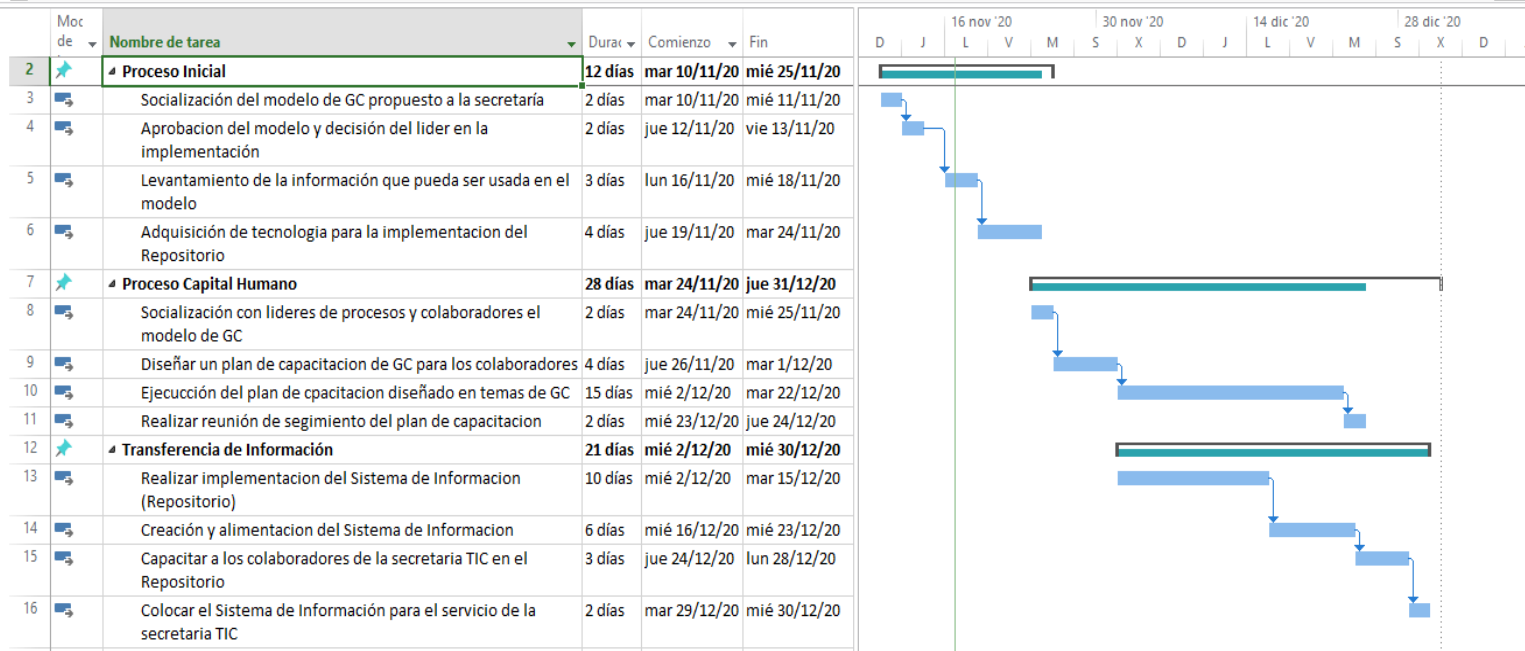 Moc
de
Nombre de tarea
Durac
Comienzo
Fin
16 nov '20
30 nov '20
14 dic '20
28 dic '20
D J L V M S X D J L V M S X D
2 Proceso Inicial 12 días mar 10/11/20 mié 25/11/20
3 Socialización del modelo de GC propuesto a la secretaría 2 días mar 10/11/20 mié 11/11/20
4 Aprobacion del modelo y decisión del lider en la 2 días jue 12/11/20 vie 13/11/20
implementación
5 Levantamiento de la información que pueda ser usada en el 3 días lun 16/11/20 mié 18/11/20
modelo
6 Adquisición de tecnologia para la implementacion del 4 días jue 19/11/20 mar 24/11/20
Repositorio
7 Proceso Capital Humano 28 días mar 24/11/20 jue 31/12/20
8 Socialización con lideres de procesos y colaboradores el 2 días mar 24/11/20 mié 25/11/20
modelo de GC
9 Diseñar un plan de capacitacion de GC para los colaboradores 4 días jue 26/11/20 mar 1/12/20
10 Ejecucción del plan de cpacitacion diseñado en temas de GC 15 días mié 2/12/20 mar 22/12/20
11 Realizar reunión de segimiento del plan de capacitacion 2 días mié 23/12/20 jue 24/12/20
12 Transferencia de Información 21 días mié 2/12/20 mié 30/12/20
13 Realizar implementacion del Sistema de Informacion 10 días mié 2/12/20 mar 15/12/20
(Repositorio)
14 Creación y alimentacion del Sistema de Informacion 6 días mié 16/12/20 mié 23/12/20
15 Capacitar a los colaboradores de la secretaria TIC en el 3 días jue 24/12/20 lun 28/12/20
Repositorio
16 Colocar el Sistema de Información para el servicio de la 2 días mar 29/12/20 mié 30/12/20
secretaria TIC